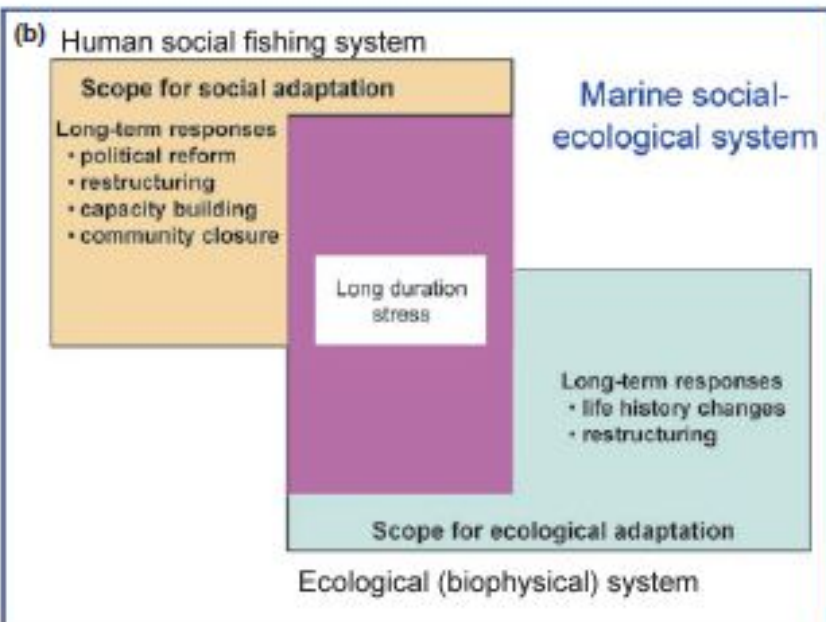 (b) Human social fishing system
Scope for social adaptation
Marine social-
ecological system
Long-term responses
• political reform
• restructuring
• capacity building
• community closure
Long duration
stress
Long-term responses
• life history changes
• restructuring
Scope for ecological adaptation
Ecological (biophysical) system